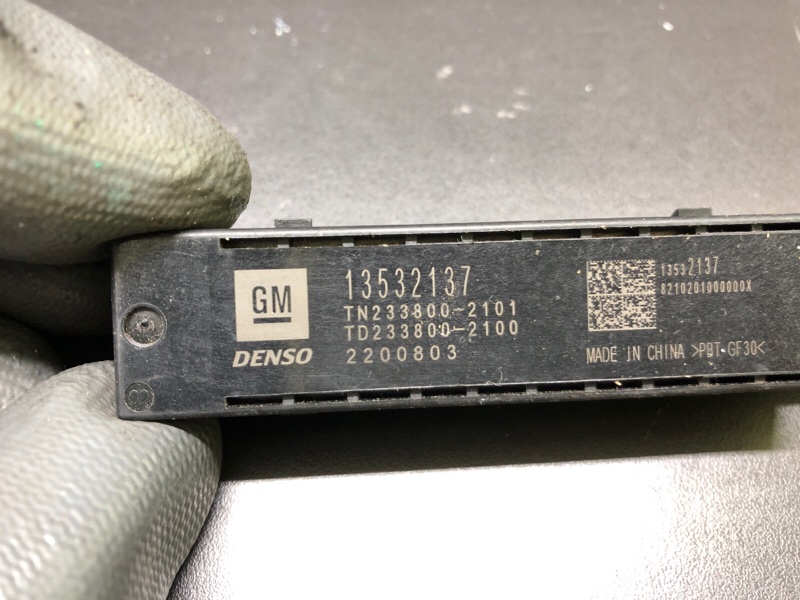 GM
DENSO
13532137
TN233800-2101
TD233800-2100
2200803
13532137
8210201000000X
MADE IN CHINA >PBT-GF30<